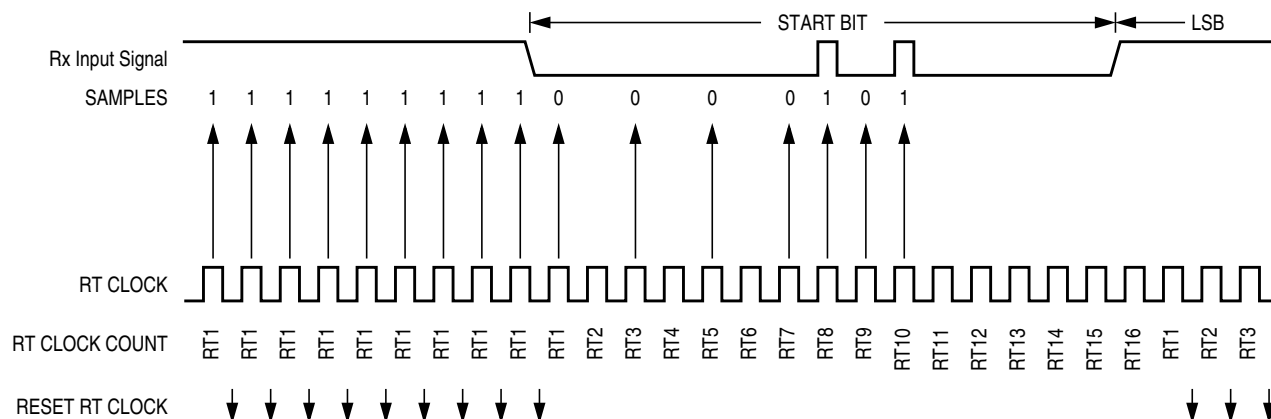 START BIT LSB
Rx Input Signal
SAMPLES 1 1 1 1 1 1 1 1 1 0 0 0 0 1 0 1
RT CLOCK
RT CLOCK COUNT RT1 RT1 RT1 RT1 RT1 RT1 RT1 RT1 RT1 RT1 RT2 RT3 RT4 RT5 RT6 RT7 RT8 RT9 RT10 RT11 RT12 RT13 RT14 RT15 RT16 RT1 RT2 RT3
RESET RT CLOCK